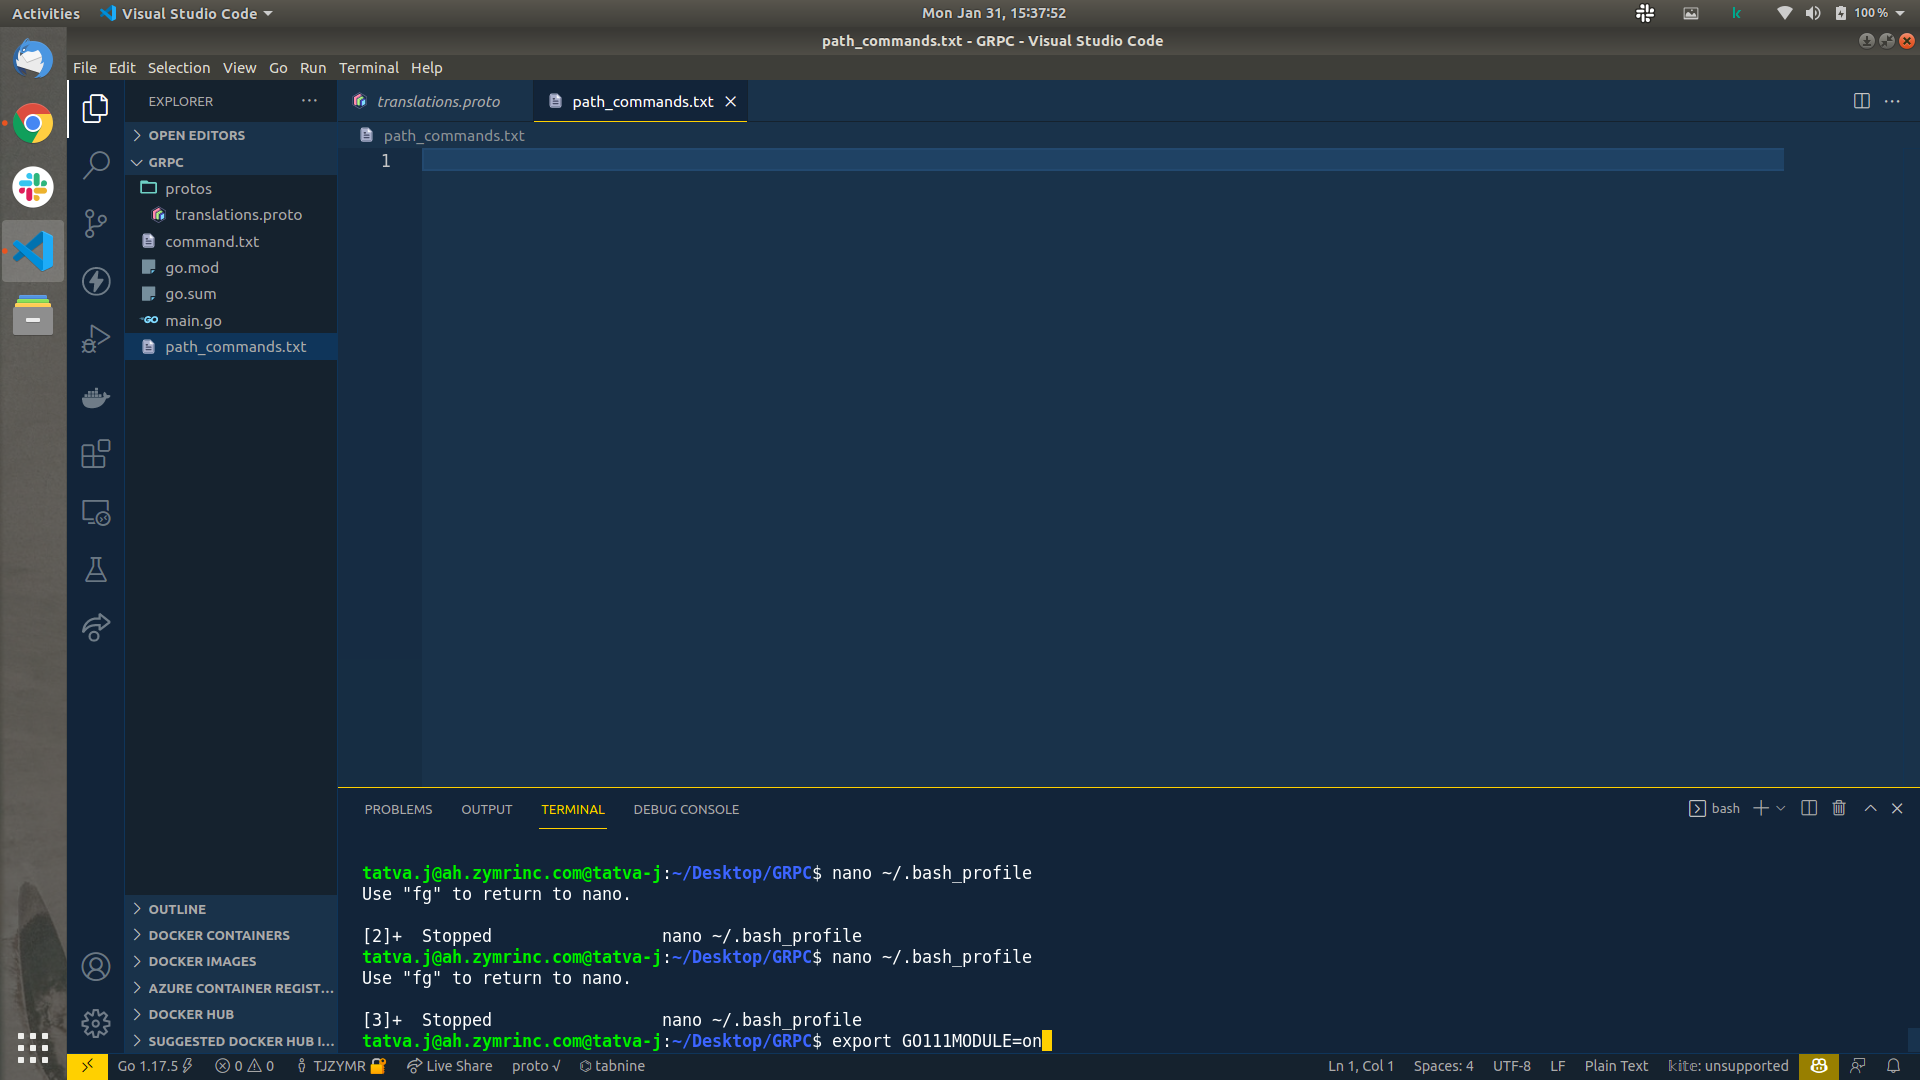 Activities
Visual Studio Code
Mon Jan 31, 15:37:52
k
100 %
path_commands.txt - GRPC - Visual Studio Code
File Edit Selection View Go Run Terminal Help
EXPLORER
OPEN EDITORS
GRPC
protos
translations.proto
command.txt
go.mod
go.sum
GO main.go
path_commands.txt
OUTLINE
DOCKER CONTAINERS
DOCKER IMAGES
AZURE CONTAINER REGIST...
DOCKER HUB
SUGGESTED DOCKER HUB I...
translations.proto
path_commands.txt
path_commands.txt
1
PROBLEMS OUTPUT TERMINAL DEBUG CONSOLE
bash
tatva.j@ah.zymrinc.com@tatva-j:~/Desktop/GRPC$ nano ~/.bash_profile
Use "fg" to return to nano.
[2]+  Stopped                 nano ~/.bash_profile
tatva.j@ah.zymrinc.com@tatva-j:~/Desktop/GRPC$ nano ~/.bash_profile
Use "fg" to return to nano.
[3]+  Stopped                 nano ~/.bash_profile
tatva.j@ah.zymrinc.com@tatva-j:~/Desktop/GRPC$ export GO111MODULE=on
Go 1.17.5 0 0 TJZYMR Live Share proto √ tabnine
Ln 1, Col 1 Spaces: 4 UTF-8 LF Plain Text kite: unsupported